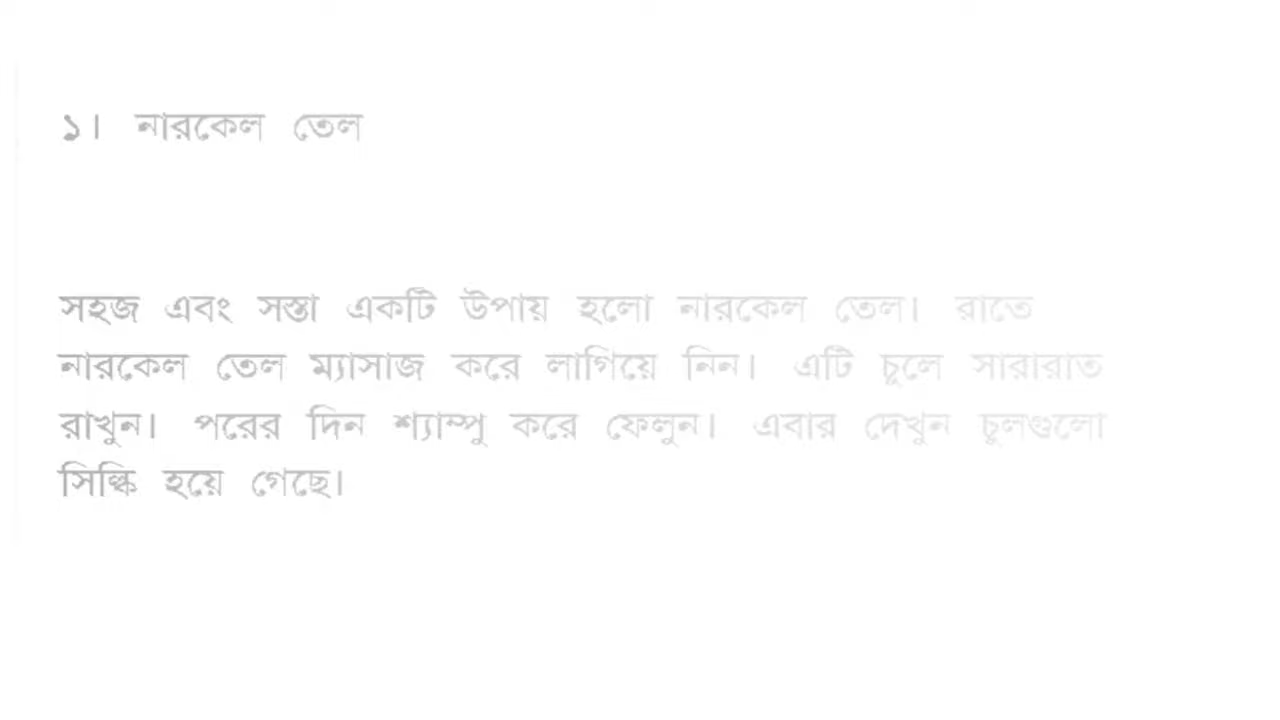 ১। নারকেল তেল
সহজ এবং সস্তা একটি উপায় হলো নারকেল তেল। রাতে
নারকেল তেল ম্যাসাজ করে লাগিয়ে নিন। এটি চুলে সারারাত
রাখুন। পরের দিন শ্যাম্পু করে ফেলুন। এবার দেখুন চুলগুলো
সিল্কি হয়ে গেছে।